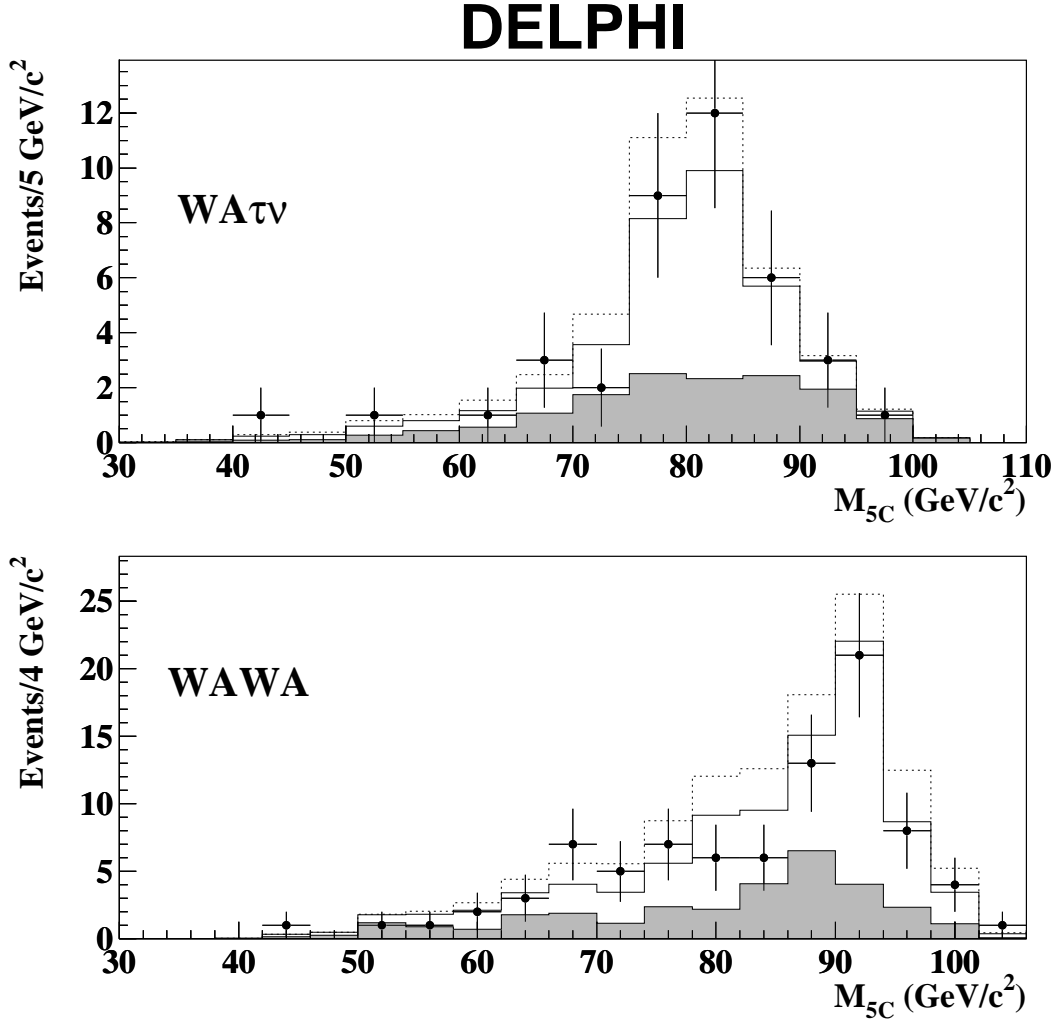 DELPHI
Events/5 GeV/c²
12
10
8
6
4
2
0
WAτν
30 40 50 60 70 80 90 100 110
M₅C (GeV/c²)
Events/4 GeV/c²
25
20
15
10
5
0
WAWA
30 40 50 60 70 80 90 100
M₅C (GeV/c²)